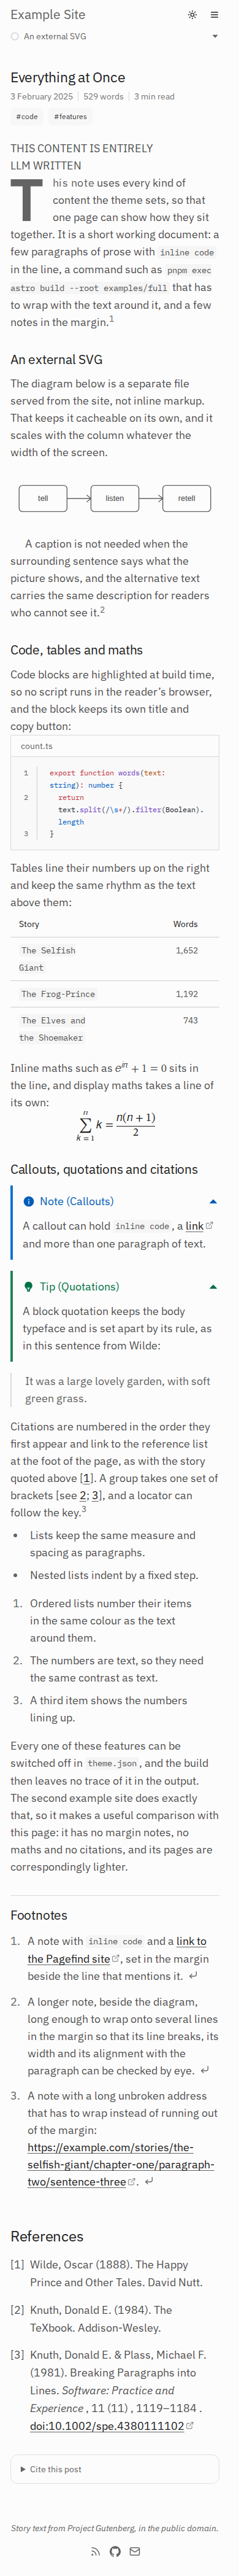 Example Site
An external SVG
Everything at Once
3 February 2025 | 529 words | 3 min read
#code #features
THIS CONTENT IS ENTIRELY
LLM WRITTEN
This note uses every kind of
content the theme sets, so that
one page can show how they sit
together. It is a short working document: a
few paragraphs of prose with inline code
in the line, a command such as pnpm exec
astro build --root examples/full that has
to wrap with the text around it, and a few
notes in the margin.1
An external SVG
The diagram below is a separate file
served from the site, not inline markup.
That keeps it cacheable on its own, and it
scales with the column whatever the
width of the screen.
tell listen retell
A caption is not needed when the
surrounding sentence says what the
picture shows, and the alternative text
carries the same description for readers
who cannot see it.2
Code, tables and maths
Code blocks are highlighted at build time,
so no script runs in the reader's browser,
and the block keeps its own title and
copy button:
count.ts
1 export function words(text:
string): number {
2 return
text.split(/\s+/).filter(Boolean).
length
3 }
Tables line their numbers up on the right
and keep the same rhythm as the text
above them:
Story Words
The Selfish 1,652
Giant
The Frog-Prince 1,192
The Elves and 743
the Shoemaker
Inline maths such as e^{iπ} + 1 = 0 sits in
the line, and display maths takes a line of
its own:
∑_{k=1}^{n} k = n(n + 1)/2
Callouts, quotations and citations
Note (Callouts)
A callout can hold inline code, a link
and more than one paragraph of text.
Tip (Quotations)
A block quotation keeps the body
typeface and is set apart by its rule, as
in this sentence from Wilde:
It was a large lovely garden, with soft
green grass.
Citations are numbered in the order they
first appear and link to the reference list
at the foot of the page, as with the story
quoted above [1]. A group takes one set of
brackets [see 2; 3], and a locator can
follow the key.3
• Lists keep the same measure and
spacing as paragraphs.
• Nested lists indent by a fixed step.
1. Ordered lists number their items
in the same colour as the text
around them.
2. The numbers are text, so they need
the same contrast as text.
3. A third item shows the numbers
lining up.
Every one of these features can be
switched off in theme.json, and the build
then leaves no trace of it in the output.
The second example site does exactly
that, so it makes a useful comparison with
this page: it has no margin notes, no
maths and no citations, and its pages are
correspondingly lighter.
Footnotes
1. A note with inline code and a link to
the Pagefind site, set in the margin
beside the line that mentions it. ↵
2. A longer note, beside the diagram,
long enough to wrap onto several lines
in the margin so that its line breaks, its
width and its alignment with the
paragraph can be checked by eye. ↵
3. A note with a long unbroken address
that has to wrap instead of running out
of the margin:
https://example.com/stories/the-
selfish-giant/chapter-one/paragraph-
two/sentence-three. ↵
References
[1] Wilde, Oscar (1888). The Happy
Prince and Other Tales. David Nutt.
[2] Knuth, Donald E. (1984). The
TeXbook. Addison-Wesley.
[3] Knuth, Donald E. & Plass, Michael F.
(1981). Breaking Paragraphs into
Lines. Software: Practice and
Experience , 11 (11) , 1119–1184 .
doi:10.1002/spe.4380111102
Cite this post
Story text from Project Gutenberg, in the public domain.